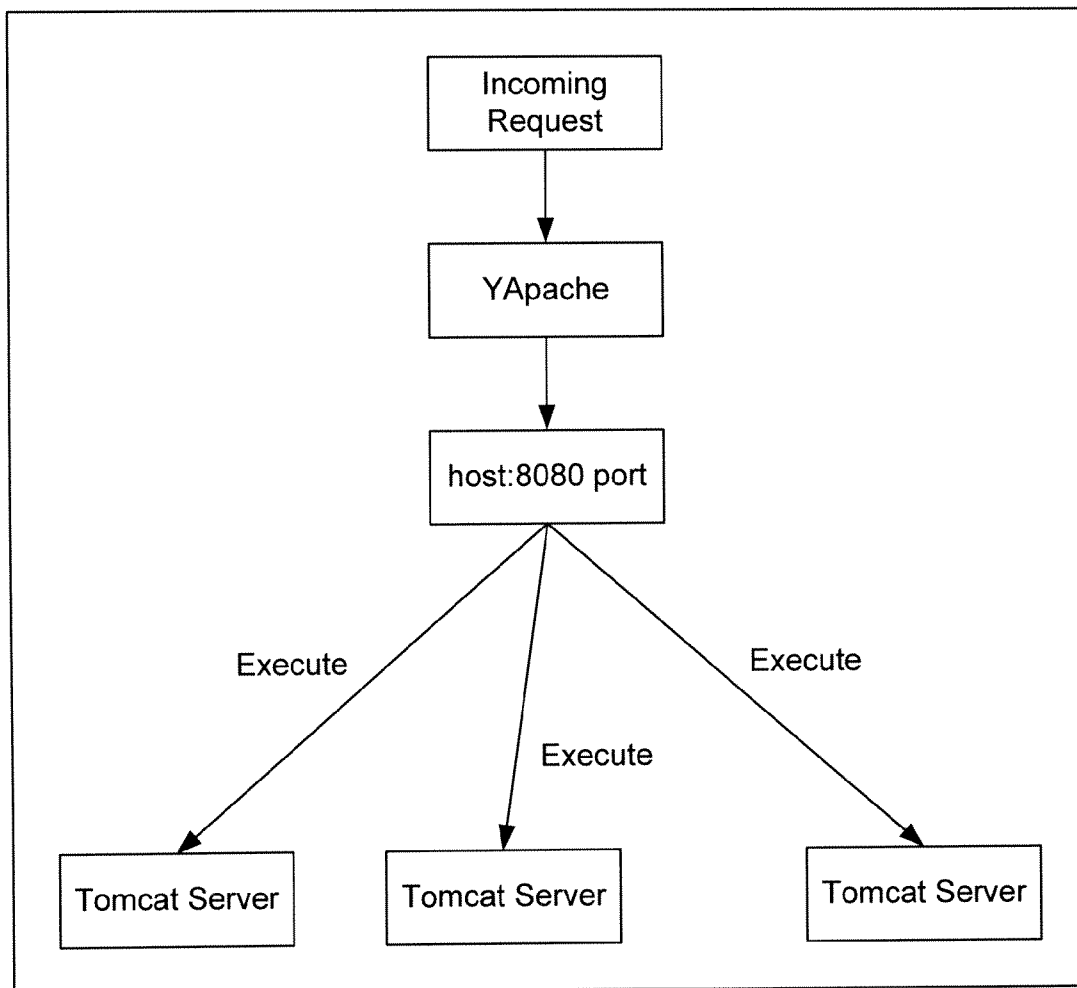 Incoming
Request
YApache
host:8080 port
Execute
Execute
Execute
Tomcat Server
Tomcat Server
Tomcat Server